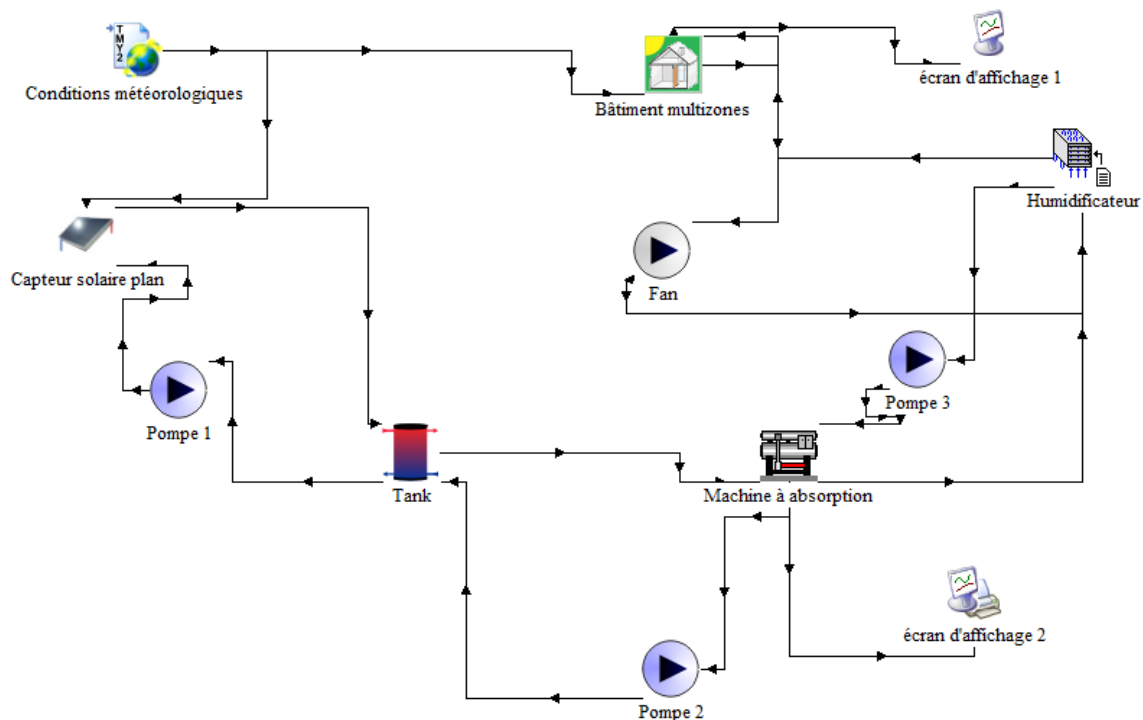 TMY2
Conditions météorologiques
Bâtiment multizones
écran d'affichage 1
Humidificateur
Capteur solaire plan
Fan
Pompe 1
Pompe 3
Tank
Machine à absorption
écran d'affichage 2
Pompe 2